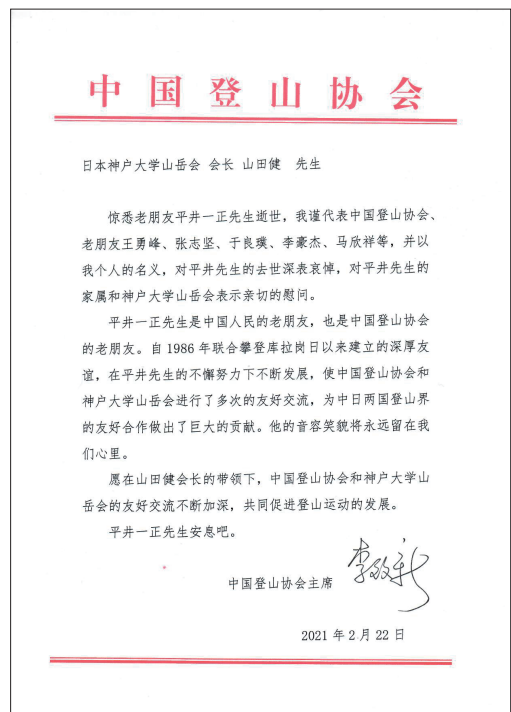 中国登山协会
日本神户大学山岳会 会长 山田健 先生
惊悉老朋友平井一正先生逝世，我谨代表中国登山协会、
老朋友王勇峰、张志坚、于良璞、李豪杰、马欣祥等，并以
我个人的名义，对平井先生的去世深表哀悼，对平井先生的
家属和神户大学山岳会表示亲切的慰问。
平井一正先生是中国人民的老朋友，也是中国登山协会
的老朋友。自 1986 年联合攀登库拉岗日以来建立的深厚友
谊，在平井先生的不懈努力下不断发展，使中国登山协会和
神户大学山岳会进行了多次的友好交流，为中日两国登山界
的友好合作做出了巨大的贡献。他的音容笑貌将永远留在我
们心里。
愿在山田健会长的带领下，中国登山协会和神户大学山
岳会的友好交流不断加深，共同促进登山运动的发展。
平井一正先生安息吧。
中国登山协会主席 李致新
2021 年 2 月 22 日